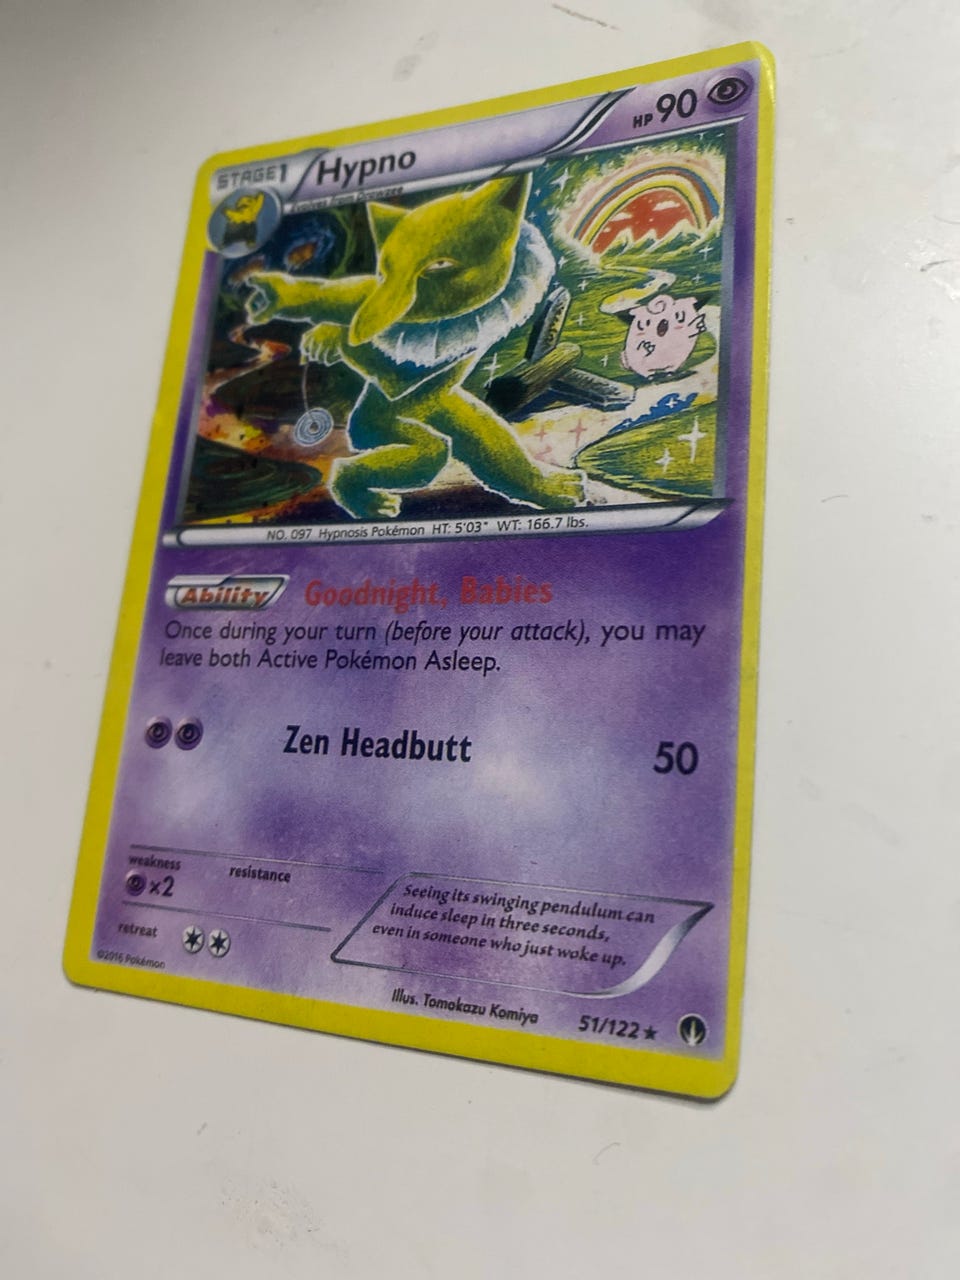 STAGE1 Hypno HP 90
Evolves from Drowzee
NO. 097 Hypnosis Pokémon HT: 5'03" WT: 166.7 lbs.
Ability Goodnight, Babies
Once during your turn (before your attack), you may
leave both Active Pokémon Asleep.
Zen Headbutt 50
weakness resistance
×2
retreat
Seeing its swinging pendulum can
induce sleep in three seconds,
even in someone who just woke up.
©2016 Pokémon
Illus. Tomokazu Komiya
51/122